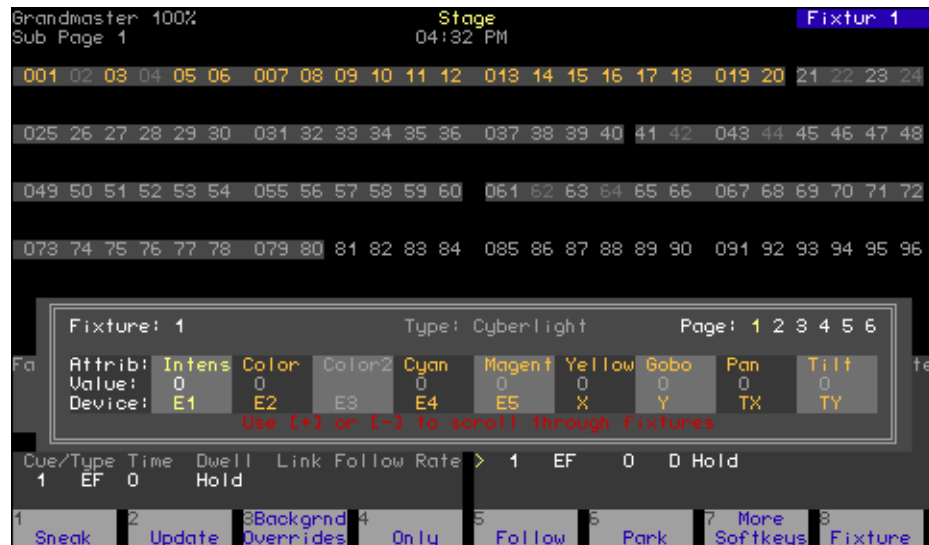 Grandmaster 100% Stage Fixtur 1
Sub Page 1 04:32 PM
001 02 03 04 05 06 007 08 09 10 11 12 013 14 15 16 17 18 019 20 21 22 23 24
025 26 27 28 29 30 031 32 33 34 35 36 037 38 39 40 41 42 043 44 45 46 47 48
049 50 51 52 53 54 055 56 57 58 59 60 061 62 63 64 65 66 067 68 69 70 71 72
073 74 75 76 77 78 079 80 81 82 83 84 085 86 87 88 89 90 091 92 93 94 95 96
Fixture: 1 Type: Cyberlight Page: 1 2 3 4 5 6
Fa Attrib: Intens Color Color2 Cyan Magent Yellow Gobo Pan Tilt te
Value: 0 0 0 0 0 0 0 0
Device: E1 E2 E3 E4 E5 X Y TX TY
Use [+] or [-] to scroll through fixtures
Cue/Type Time Dwell Link Follow Rate > 1 EF 0 D Hold
1 EF 0 Hold
1 2 3Backgrnd 4 5 6 7 More 8
Sneak Update Overrides Only Follow Park Softkeys Fixture